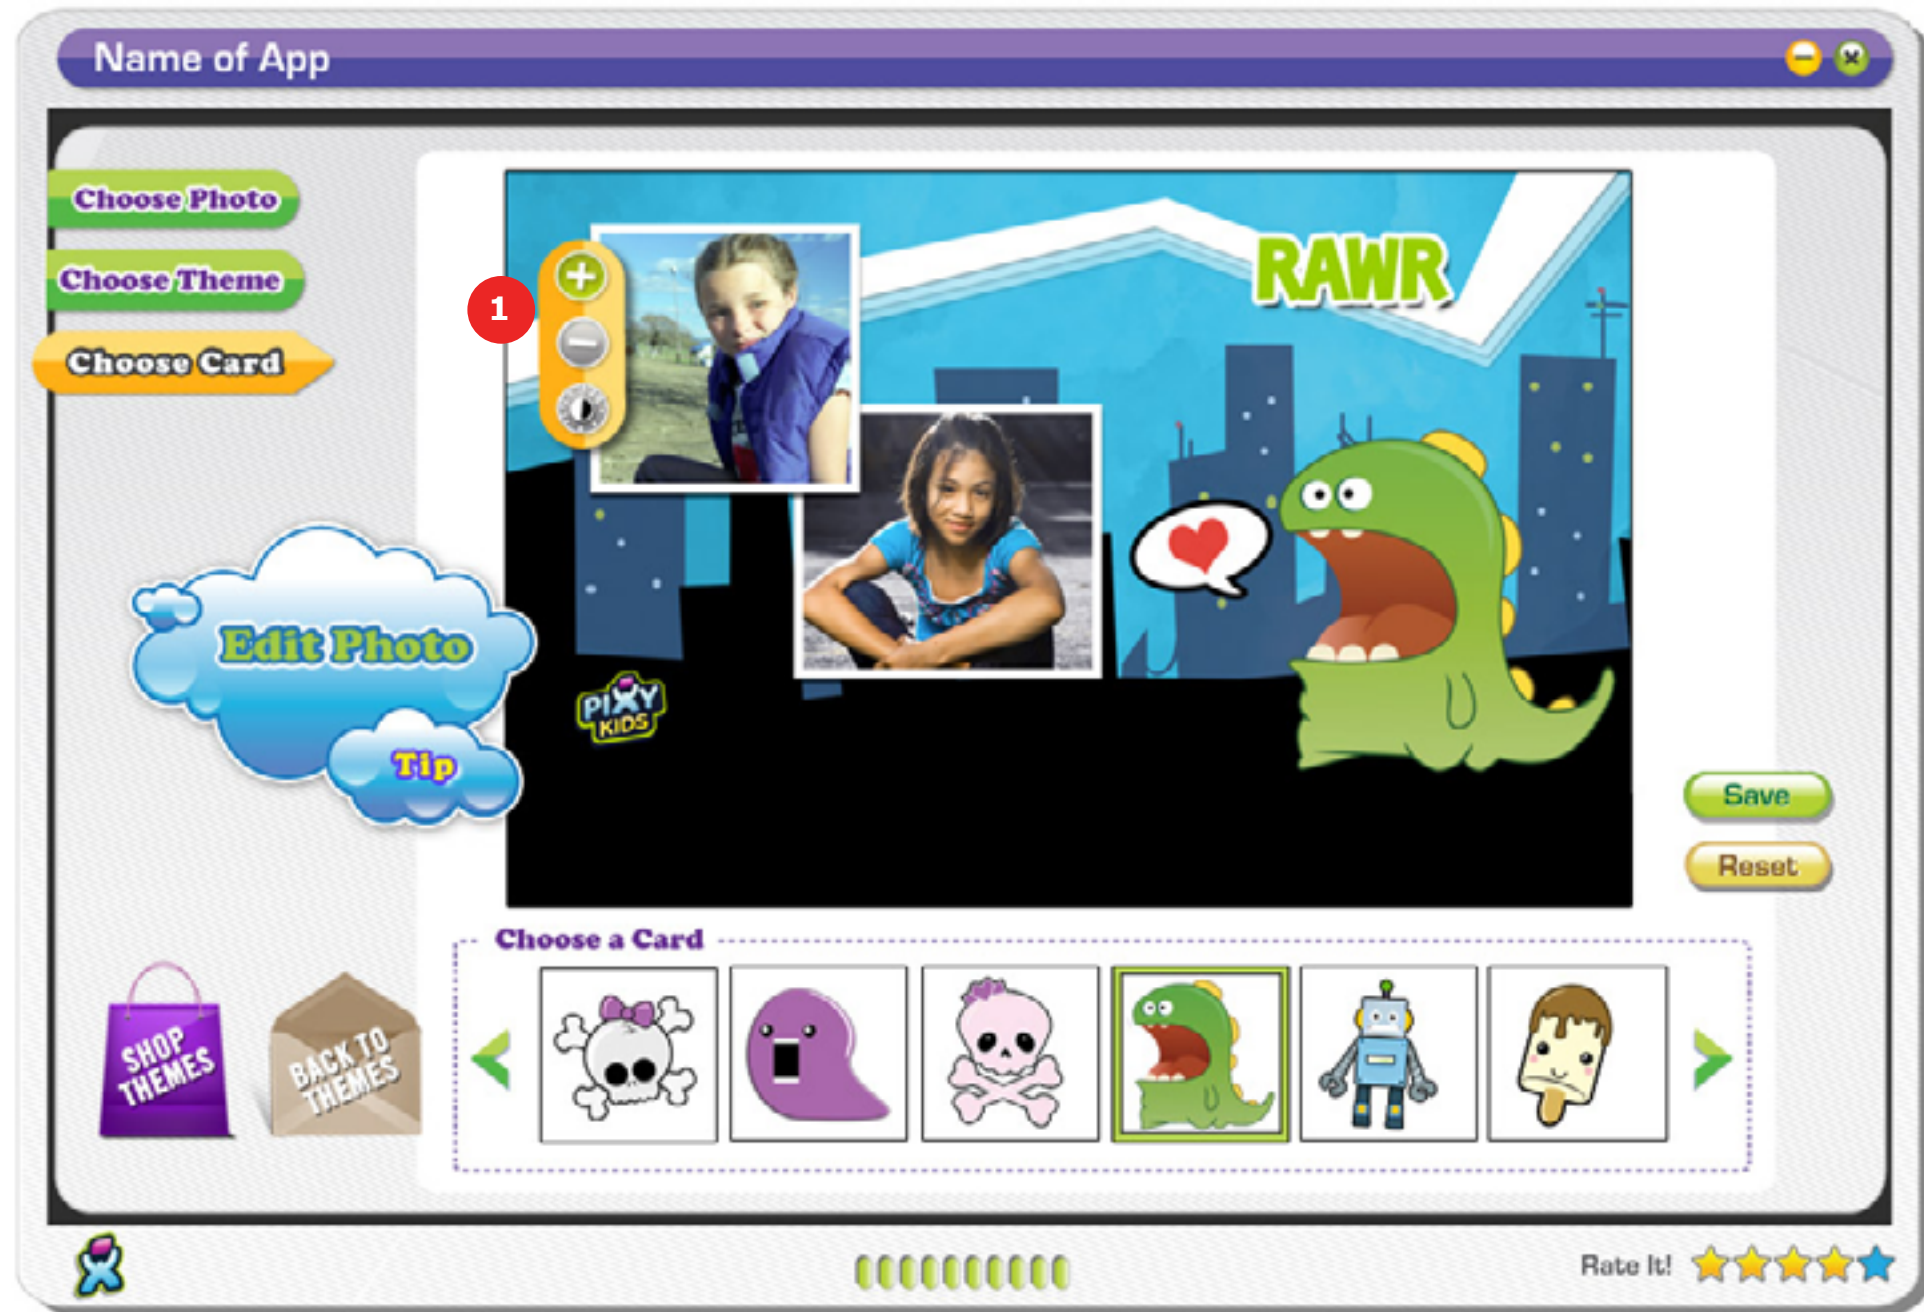 Name of App
Choose Photo
Choose Theme
Choose Card
1
RAWR
Edit Photo
Tip
PIXY
KIDS
Save
Reset
Choose a Card
SHOP
THEMES
BACK TO
THEMES
Rate It!